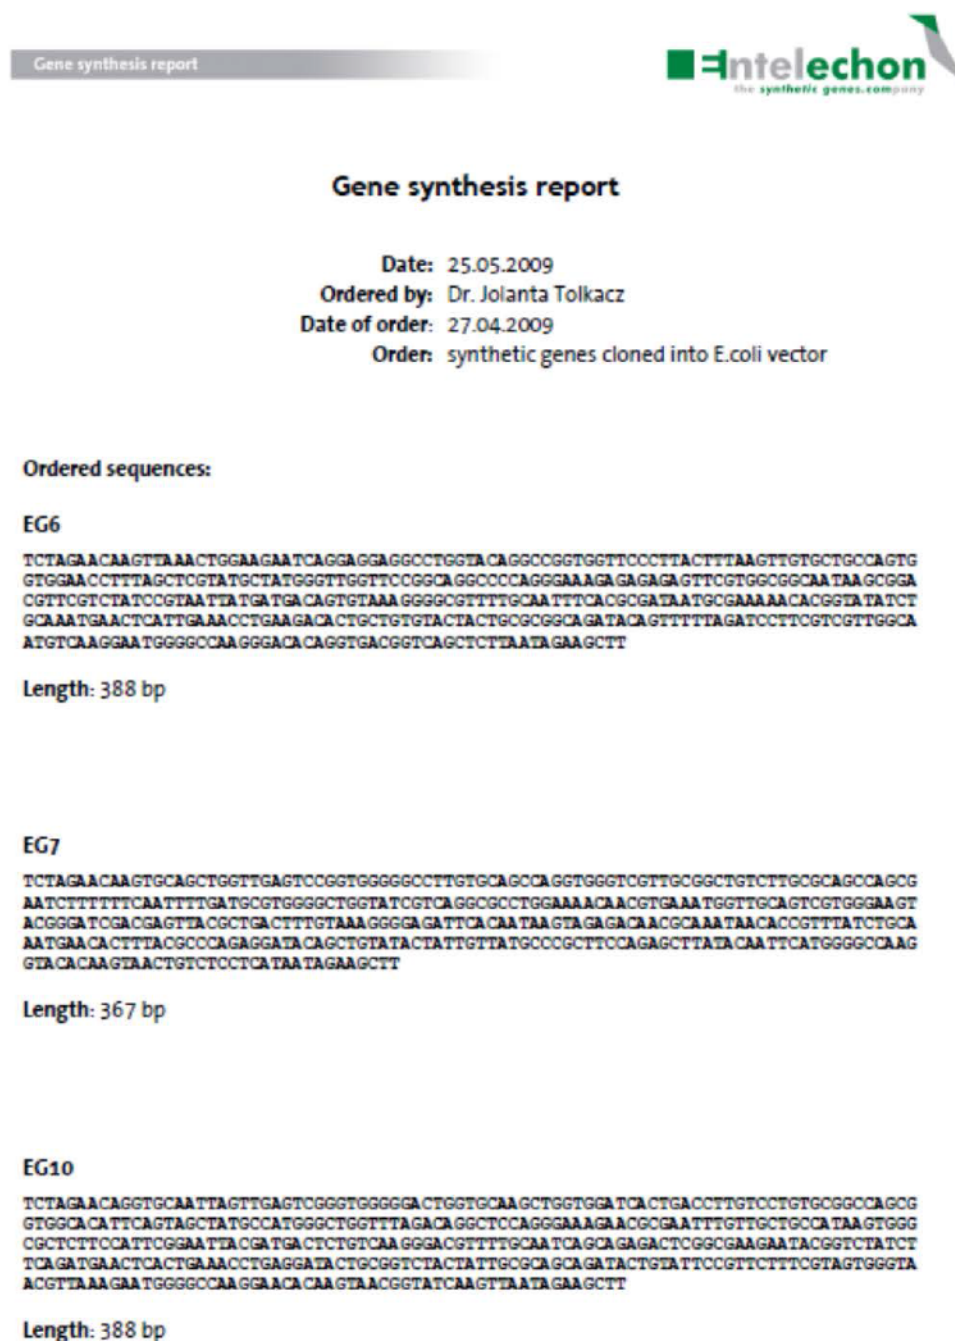 Gene synthesis report
Entelechon
the synthetic genes.company
Gene synthesis report
Date: 25.05.2009
Ordered by: Dr. Jolanta Tolkacz
Date of order: 27.04.2009
Order: synthetic genes cloned into E.coli vector
Ordered sequences:
EG6
TCTAGAACAAGTTAAACTGGAAGAATCAGGAGGAGGCCTGGTACAGGCCGGTGGTTCCCTTACTTTAAGTTGTGCTGCCAGTG
GTGGAACCTTTAGCTCGTATGCTATGGGTTGGTTCCGGCAGGCCCCAGGGAAAGAGAGAGAGTTCGTGGCGGCAATAAGCGGA
CGTTCGTCTATCCGTAATTATGATGACAGTGTAAAGGGGCGTTTTGCAATTTCACGCGATAATGCGAAAAACACGGTATATCT
GCAAATGAACTCATTGAAACCTGAAGACACTGCTGTGTACTACTGCGCGGCAGATACAGTTTTTAGATCCTTCGTCGTTGGCA
ATGTCAAGGAATGGGGCCAAGGGACACAGGTGACGGTCAGCTCTTAATAGAAGCTT
Length: 388 bp
EG7
TCTAGAACAAGTGCAGCTGGTTGAGTCCGGTGGGGGCCTTGTGCAGCCAGGTGGGTCGTTGCGGCTGTCTTGCGCAGCCAGCG
AATCTTTTTTCAATTTTGATGCGTGGGGCTGGTATCGTCAGGCGCCTGGAAAACAACGTGAAATGGTTGCAGTCGTGGGAAGT
ACGGGATCGACGAGTTACGCTGACTTTGTAAAGGGGAGATTCACAATAAGTAGAGACAACGCAAATAACACCGTTTATCTGCA
AATGAACACTTTACGCCCAGAGGATACAGCTGTATACTATTGTTATGCCCGCTTCCAGAGCTTATACAATTCATGGGGCCAAG
GTACACAAGTAACTGTCTCCTCATAATAGAAGCTT
Length: 367 bp
EG10
TCTAGAACAGGTGCAATTAGTTGAGTCGGGTGGGGGACTGGTGCAAGCTGGTGGATCACTGACCTTGTCCTGTGCGGCCAGCG
GTGGCACATTCAGTAGCTATGCCATGGGCTGGTTTAGACAGGCTCCAGGGAAAGAACGCGAATTTGTTGCTGCCATAAGTGGG
CGCTCTTCCATTCGGAATTACGATGACTCTGTCAAGGGACGTTTTGCAATCAGCAGAGACTCGGCGAAGAATACGGTCTATCT
TCAGATGAACTCACTGAAACCTGAGGATACTGCGGTCTACTATTGCGCAGCAGATACTGTATTCCGTTCTTTCGTAGTGGGTA
ACGTTAAAGAATGGGGCCAAGGAACACAAGTAACGGTATCAAGTTAATAGAAGCTT
Length: 388 bp